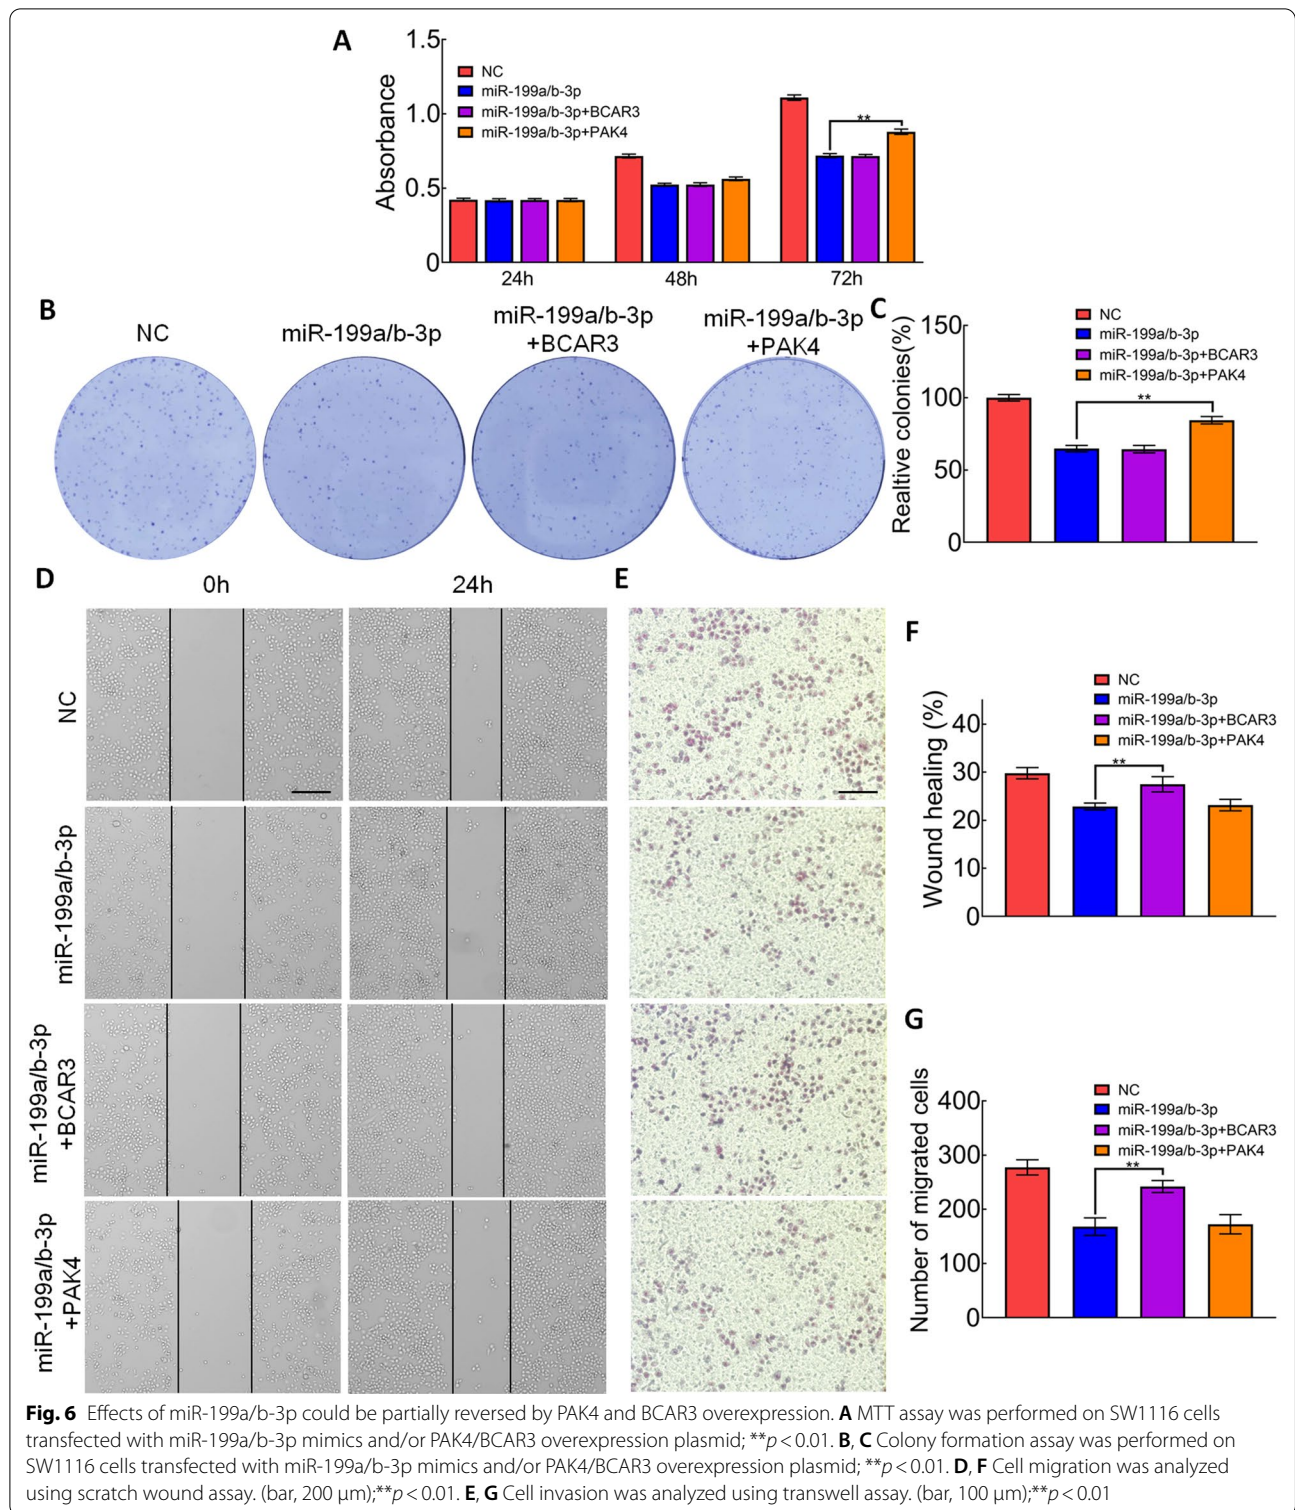 A
1.5
1.0
0.5
0
Absorbance
NC
miR-199a/b-3p
miR-199a/b-3p+BCAR3
miR-199a/b-3p+PAK4
**
24h
48h
72h
B
NC
miR-199a/b-3p
miR-199a/b-3p
+BCAR3
miR-199a/b-3p
+PAK4
C
150
100
50
0
Realtive colonies(%)
NC
miR-199a/b-3p
miR-199a/b-3p+BCAR3
miR-199a/b-3p+PAK4
**
D
0h
24h
NC
miR-199a/b-3p
miR-199a/b-3p
+BCAR3
miR-199a/b-3p
+PAK4
E
F
40
30
20
10
0
Wound healing (%)
NC
miR-199a/b-3p
miR-199a/b-3p+BCAR3
miR-199a/b-3p+PAK4
**
G
400
300
200
100
0
Number of migrated cells
NC
miR-199a/b-3p
miR-199a/b-3p+BCAR3
miR-199a/b-3p+PAK4
**
Fig. 6 Effects of miR-199a/b-3p could be partially reversed by PAK4 and BCAR3 overexpression. A MTT assay was performed on SW1116 cells
transfected with miR-199a/b-3p mimics and/or PAK4/BCAR3 overexpression plasmid; **p < 0.01. B, C Colony formation assay was performed on
SW1116 cells transfected with miR-199a/b-3p mimics and/or PAK4/BCAR3 overexpression plasmid; **p < 0.01. D, F Cell migration was analyzed
using scratch wound assay. (bar, 200 μm);**p < 0.01. E, G Cell invasion was analyzed using transwell assay. (bar, 100 μm);**p < 0.01